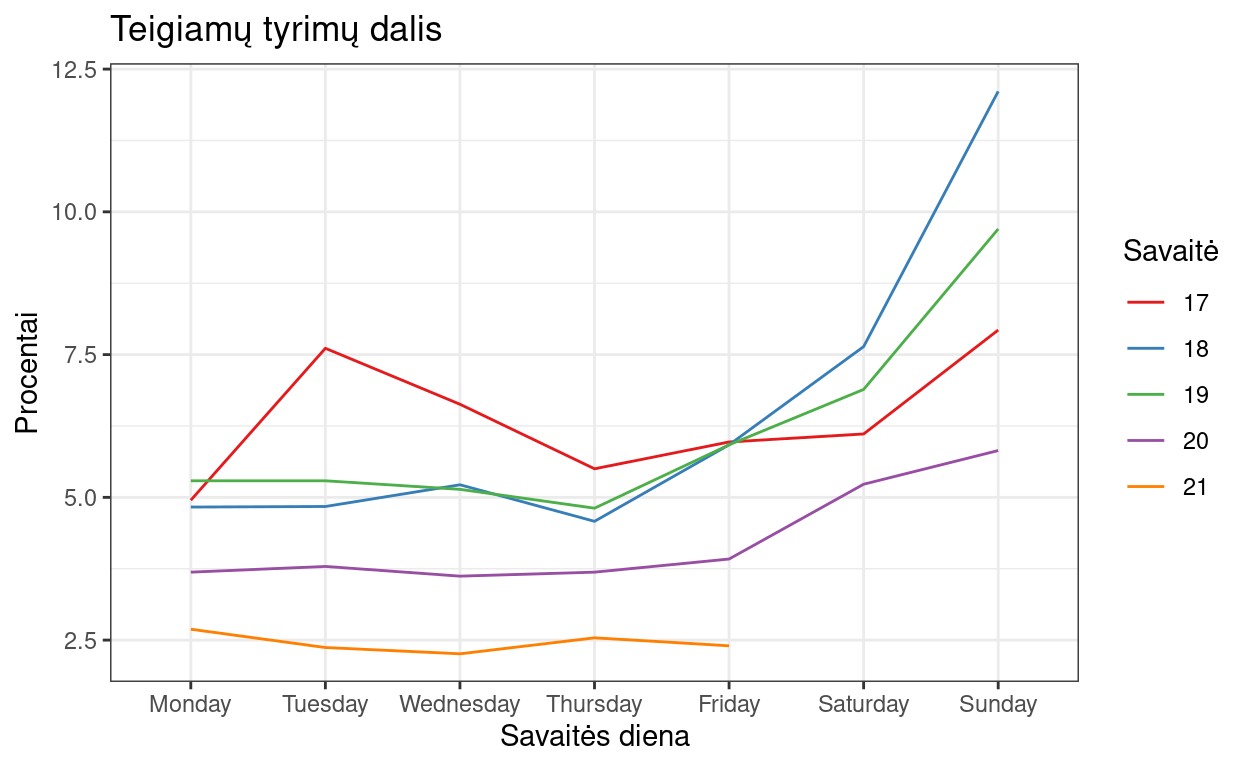 Teigiamų tyrimų dalis
12.5
10.0
7.5
5.0
2.5
Procentai
Monday Tuesday Wednesday Thursday Friday Saturday Sunday
Savaitės diena
Savaitė
17
18
19
20
21